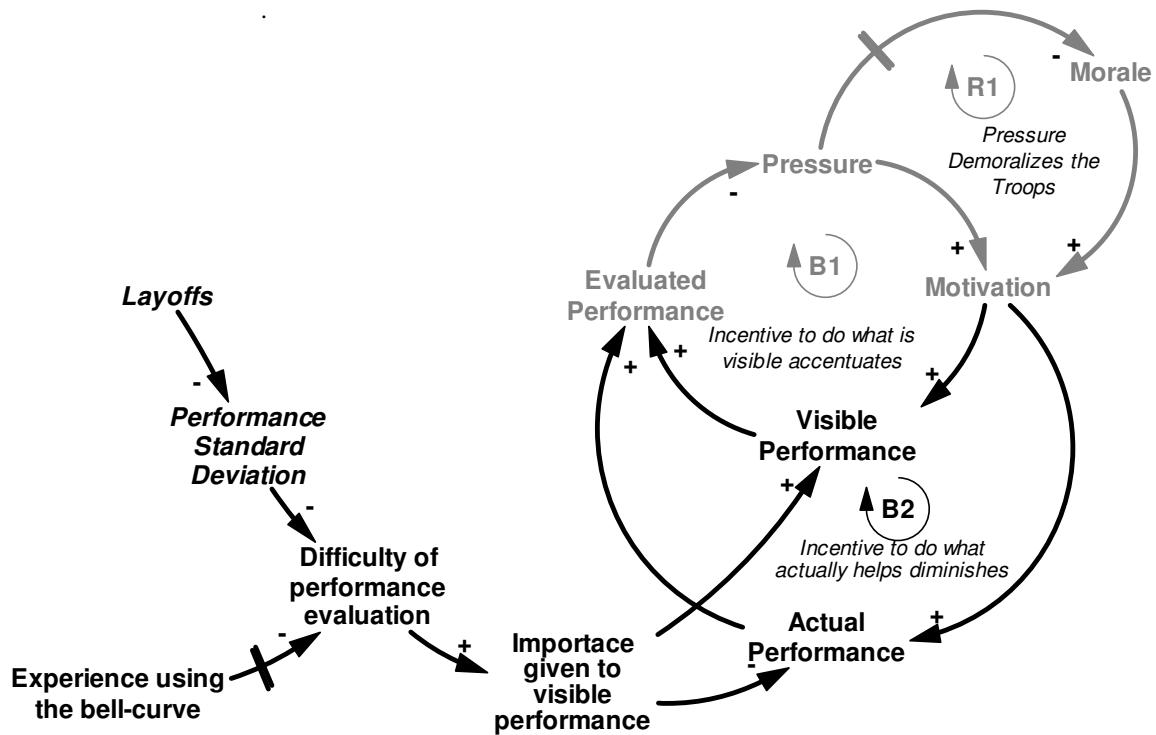 Morale
R1
Pressure
Demoralizes the
Troops
Pressure
-
-
+
+
B1
Evaluated
Performance
Motivation
Incentive to do what is
visible accentuates
+
+
+
Layoffs
-
Performance
Standard
Deviation
-
Visible
Performance
+
B2
Incentive to do what
actually helps diminishes
Difficulty of
performance
evaluation
-
+
Experience using
the bell-curve
Importace
given to
visible
performance
Actual
Performance
+
-